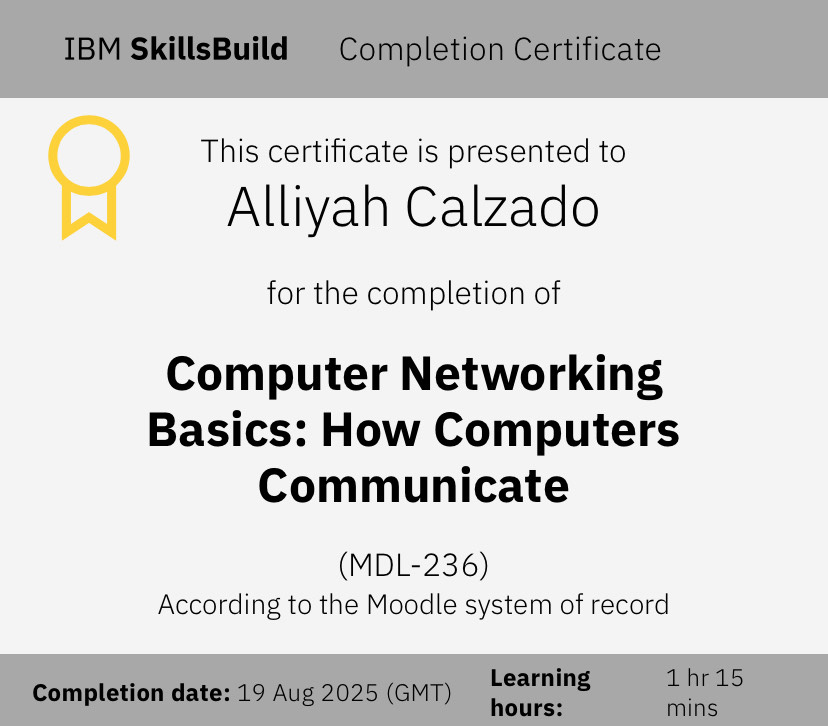 IBM SkillsBuild Completion Certificate
This certificate is presented to
Alliyah Calzado
for the completion of
Computer Networking
Basics: How Computers
Communicate
(MDL-236)
According to the Moodle system of record
Completion date: 19 Aug 2025 (GMT)
Learning
hours:
1 hr 15
mins